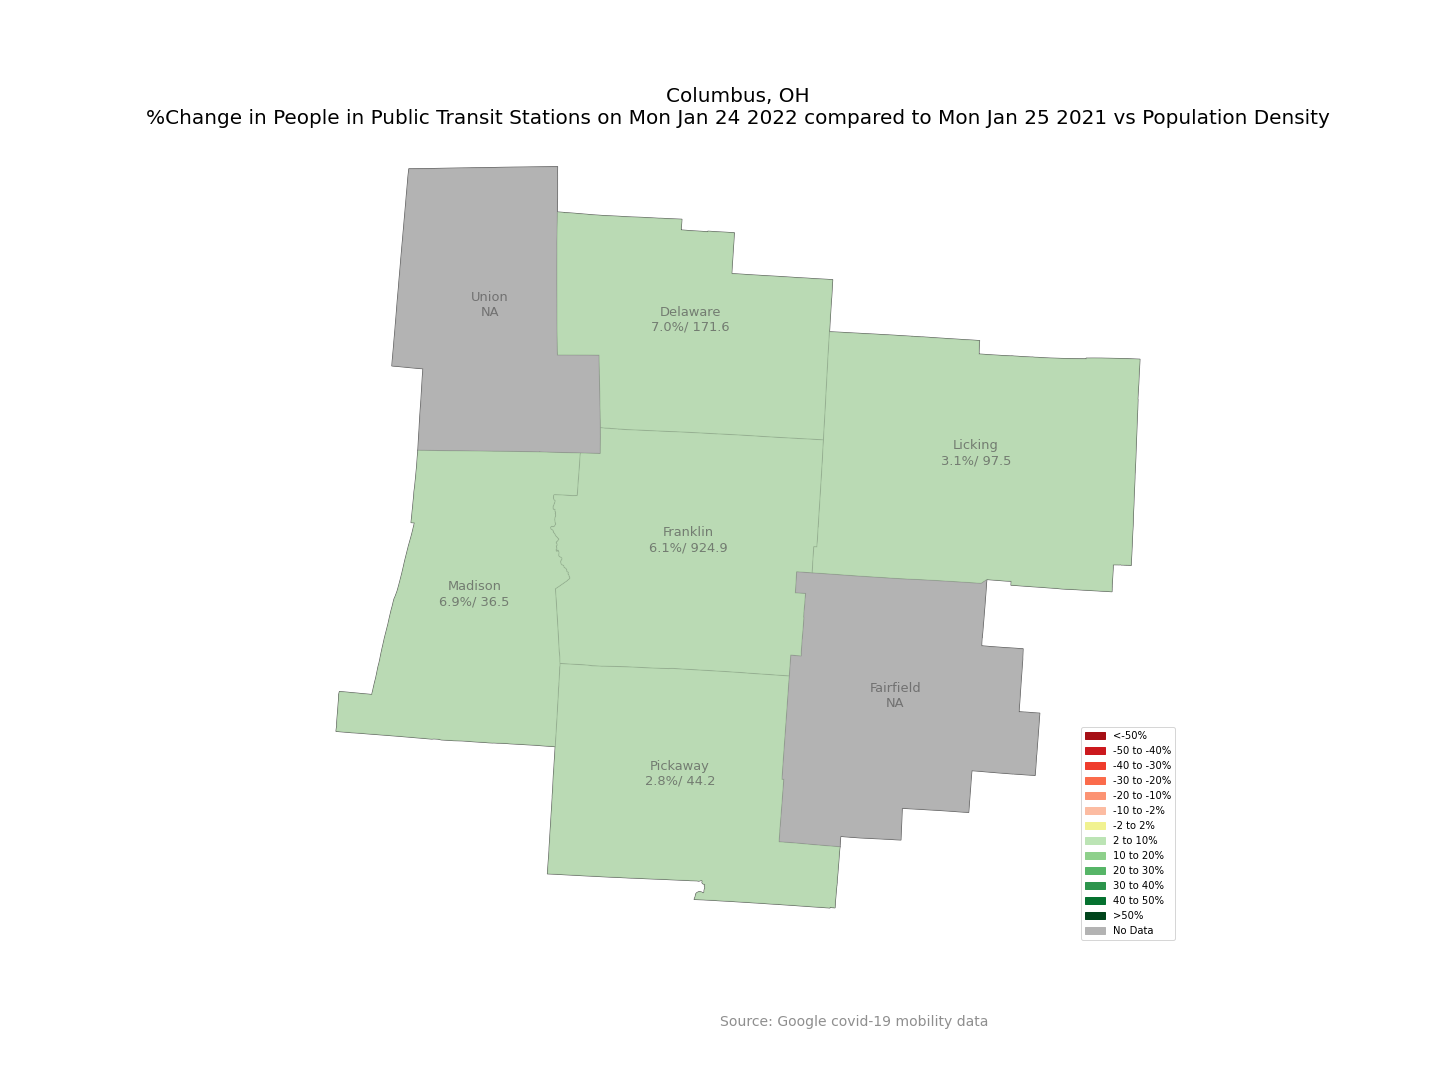 Columbus, OH
%Change in People in Public Transit Stations on Mon Jan 24 2022 compared to Mon Jan 25 2021 vs Population Density
Union
NA
Delaware
7.0%/ 171.6
Licking
3.1%/ 97.5
Franklin
6.1%/ 924.9
Madison
6.9%/ 36.5
Fairfield
NA
Pickaway
2.8%/ 44.2
<-50%
-50 to -40%
-40 to -30%
-30 to -20%
-20 to -10%
-10 to -2%
-2 to 2%
2 to 10%
10 to 20%
20 to 30%
30 to 40%
40 to 50%
>50%
No Data
Source: Google covid-19 mobility data